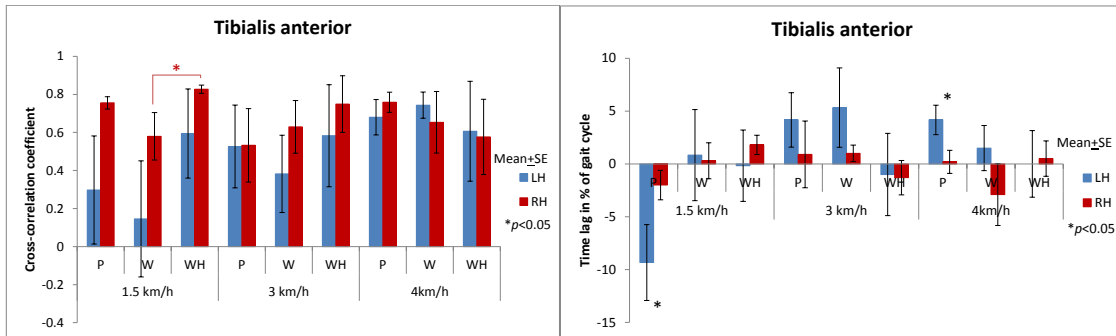 Tibialis anterior
Cross-correlation coefficient
1
0.8
0.6
0.4
0.2
0
-0.2
-0.4
*
P W WH P W WH P W WH
1.5 km/h 3 km/h 4km/h
Mean+SE
LH
RH
*p<0.05
Tibialis anterior
Time lag in % of gait cycle
10
5
0
-5
-10
-15
*
*
P W WH P W WH P W WH
1.5 km/h 3 km/h 4km/h
Mean+SE
LH
RH
*p<0.05